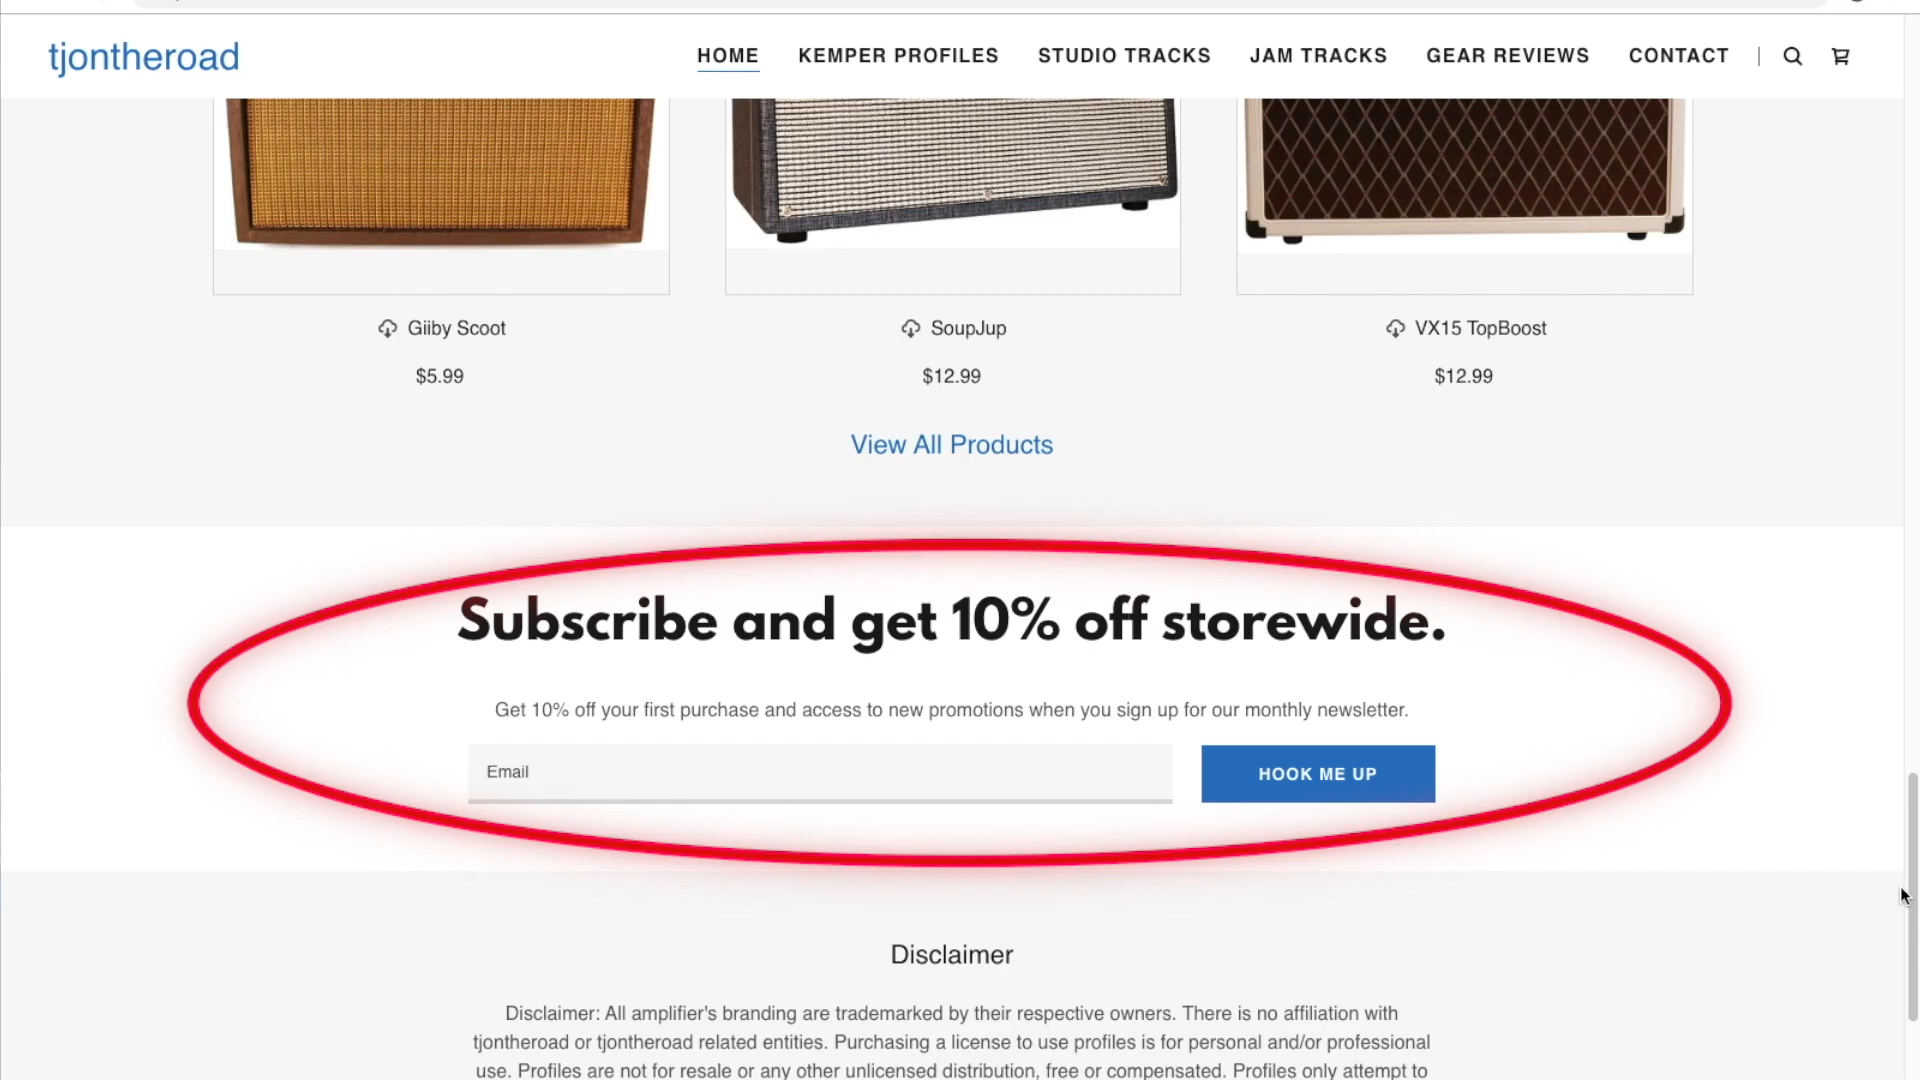 tjontheroad
HOME KEMPER PROFILES STUDIO TRACKS JAM TRACKS GEAR REVIEWS CONTACT
Giiby Scoot
$5.99
SoupJup
$12.99
VX15 TopBoost
$12.99
View All Products
Subscribe and get 10% off storewide.
Get 10% off your first purchase and access to new promotions when you sign up for our monthly newsletter.
Email
HOOK ME UP
Disclaimer
Disclaimer: All amplifier's branding are trademarked by their respective owners. There is no affiliation with
tjontheroad or tjontheroad related entities. Purchasing a license to use profiles is for personal and/or professional
use. Profiles are not for resale or any other unlicensed distribution, free or compensated. Profiles only attempt to